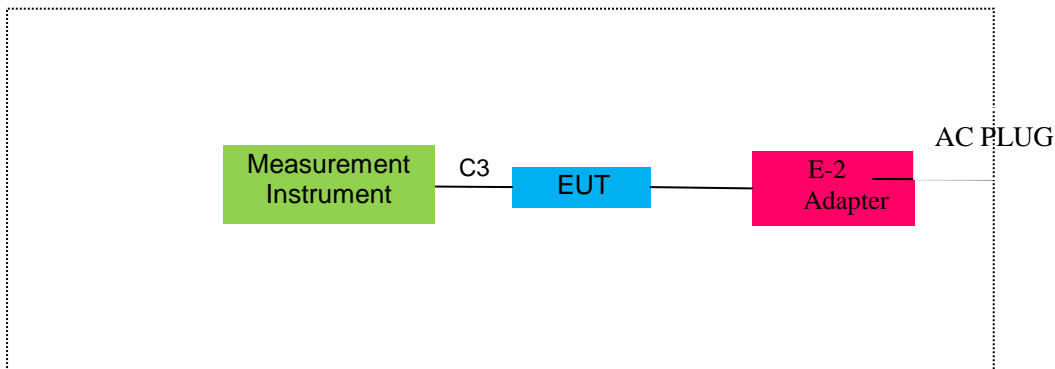 AC PLUG
Measurement
Instrument
C3
EUT
E-2
Adapter